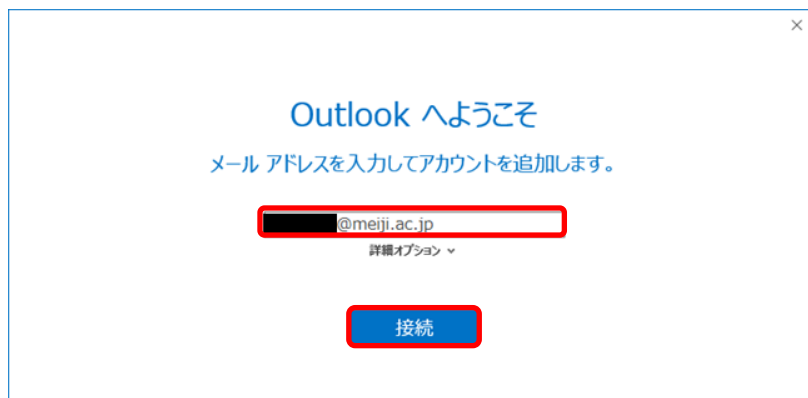 Outlook へようこそ
メール アドレスを入力してアカウントを追加します。
@meiji.ac.jp
詳細オプション
接続